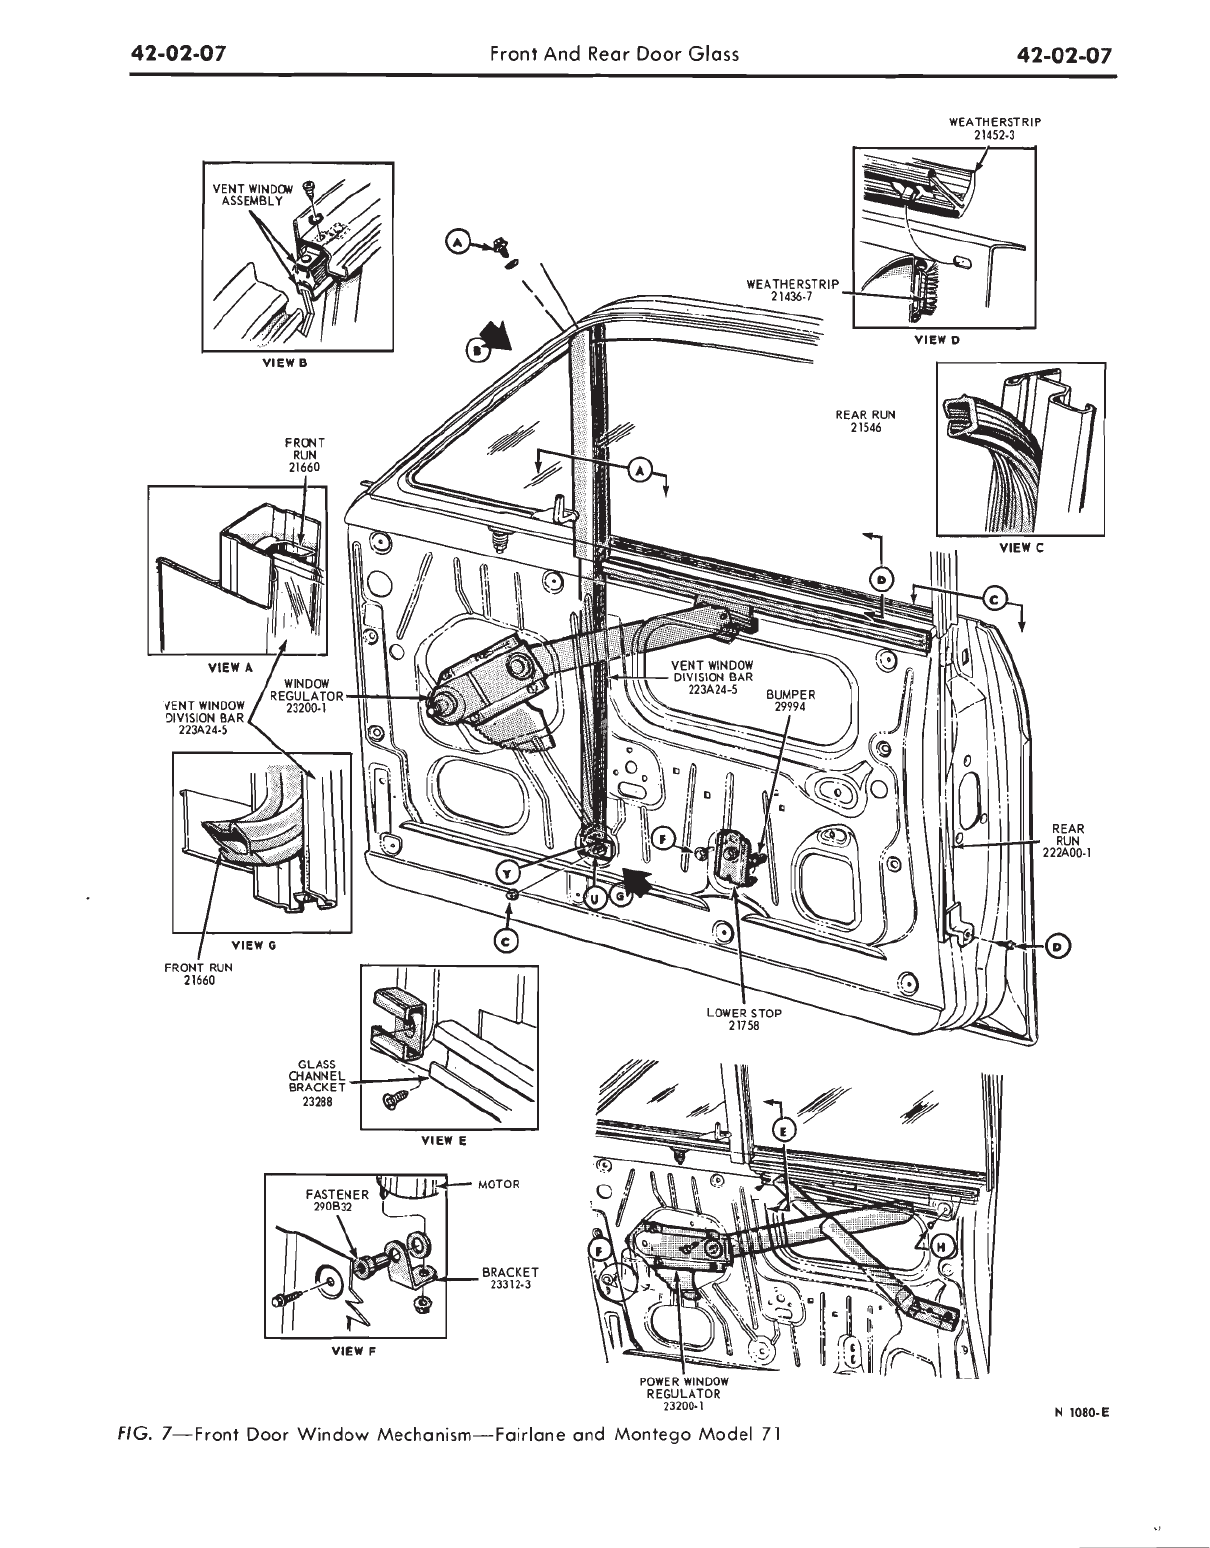 42-02-07
Front And Rear Door Glass
42-02-07
WEATHERSTRIP
21452-3
VENT WINDOW
ASSEMBLY
A
WEATHERSTRIP
21436-7
B
VIEW D
VIEW B
REAR RUN
21546
FRONT
RUN
21660
A
VIEW C
D
C
VIEW A
VENT WINDOW
DIVISION BAR
223A24-5
WINDOW
REGULATOR
23200-1
BUMPER
29994
VENT WINDOW
DIVISION BAR
223A24-5
REAR
RUN
222A00-1
F
Y
U
G
C
D
VIEW G
FRONT RUN
21660
LOWER STOP
21758
GLASS
CHANNEL
BRACKET
23288
VIEW E
E
MOTOR
FASTENER
290B32
BRACKET
23312-3
F
H
VIEW F
POWER WINDOW
REGULATOR
23200-1
N 1080-E
FIG. 7—Front Door Window Mechanism—Fairlane and Montego Model 71